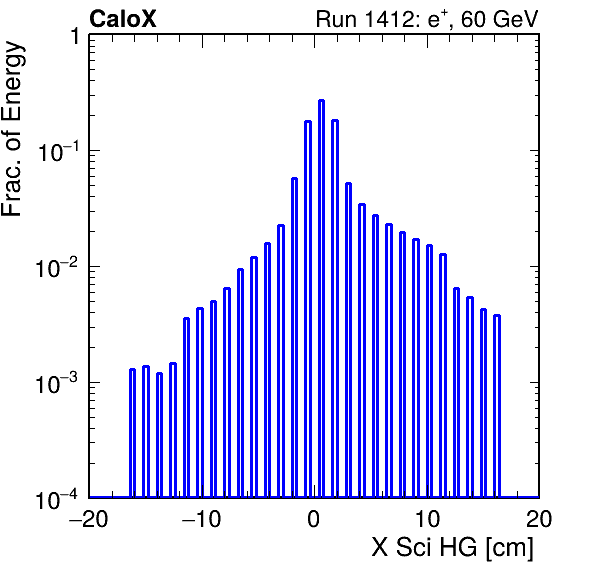 CaloX Run 1412: e⁺, 60 GeV
Frac. of Energy
1
10⁻¹
10⁻²
10⁻³
10⁻⁴
−20 −10 0 10 20
X Sci HG [cm]